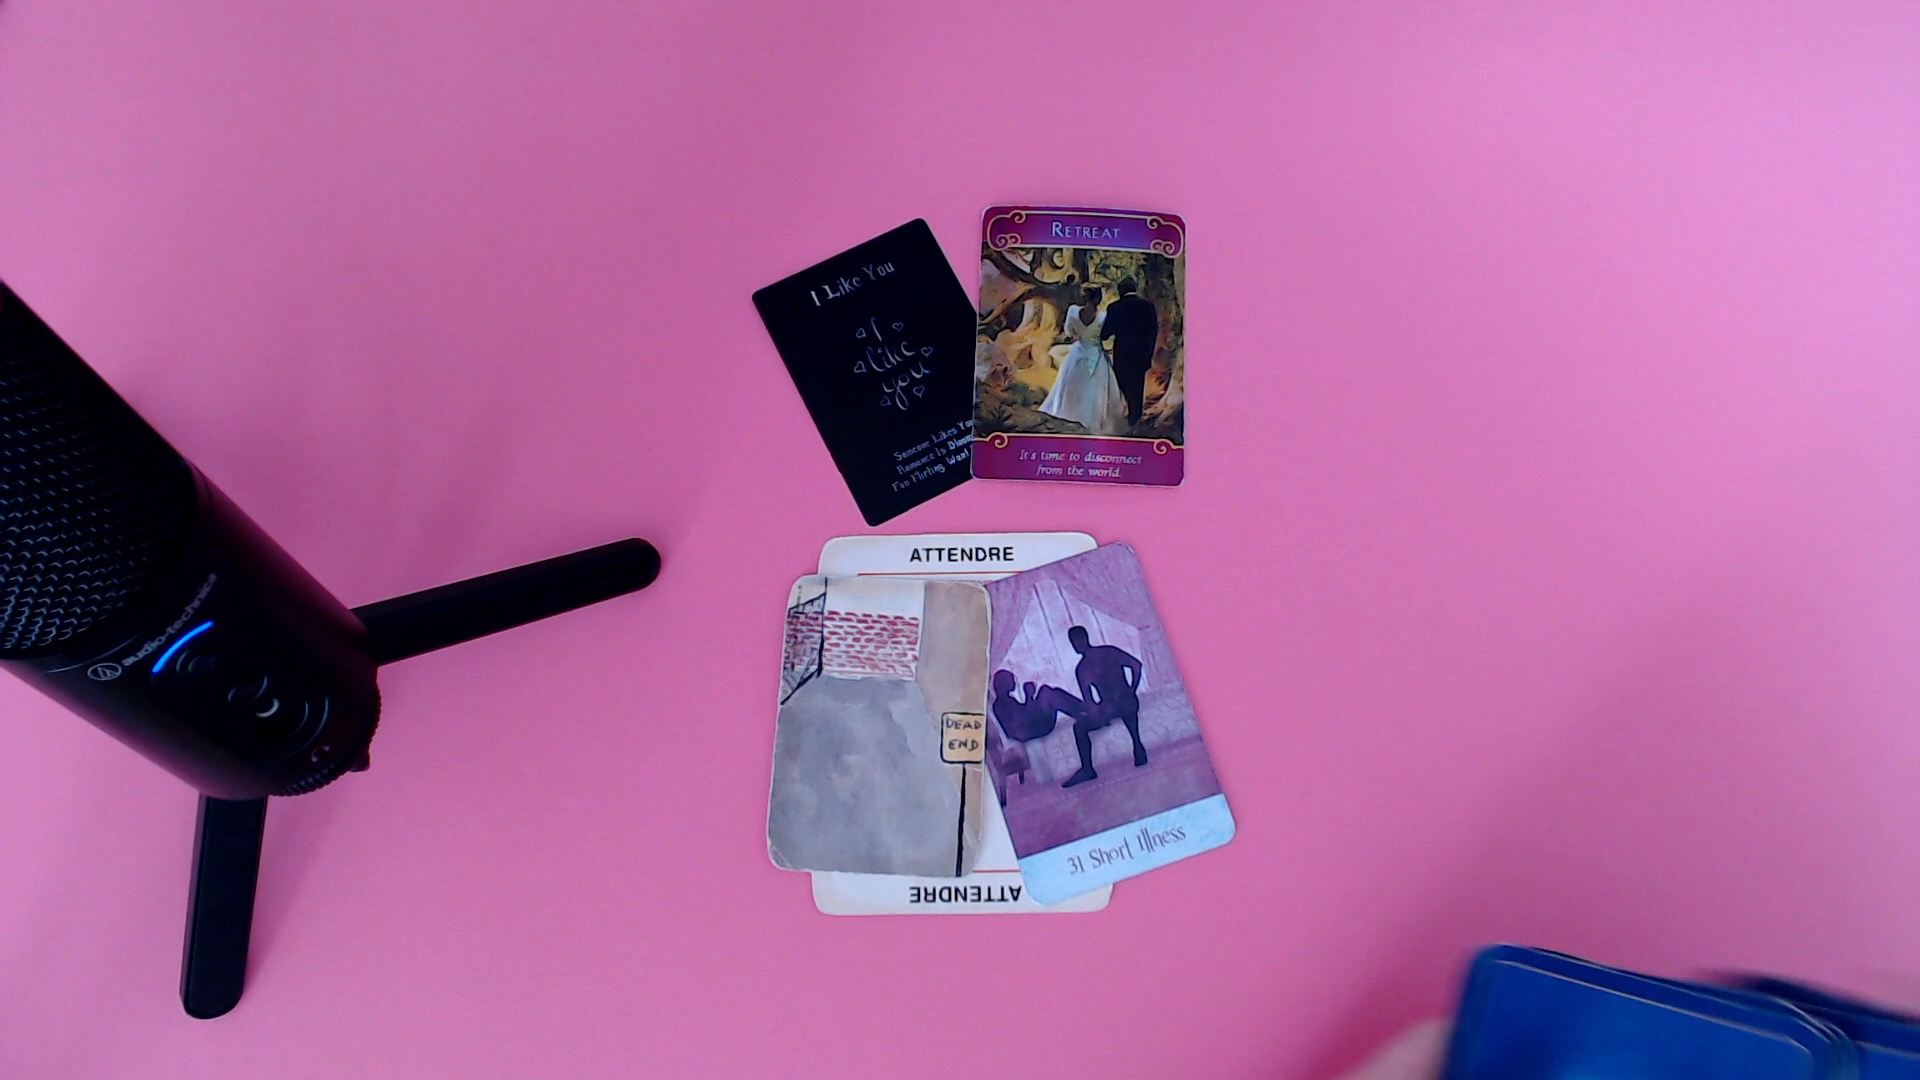 I Like You
I
like
you
Someone Likes You
Romance Is
Fun Flirting, Want
RETREAT
It's time to disconnect
from the world.
ATTENDRE
DEAD
END
31 Short Illness
ATTENDRE
audio-technica